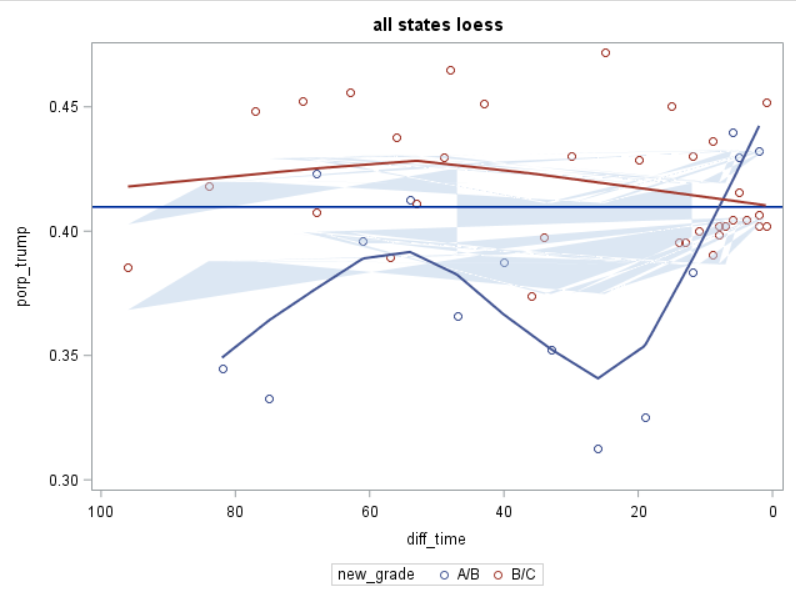 all states loess
0.45
0.40
0.35
0.30
porp_trump
100 80 60 40 20 0
diff_time
new_grade A/B B/C